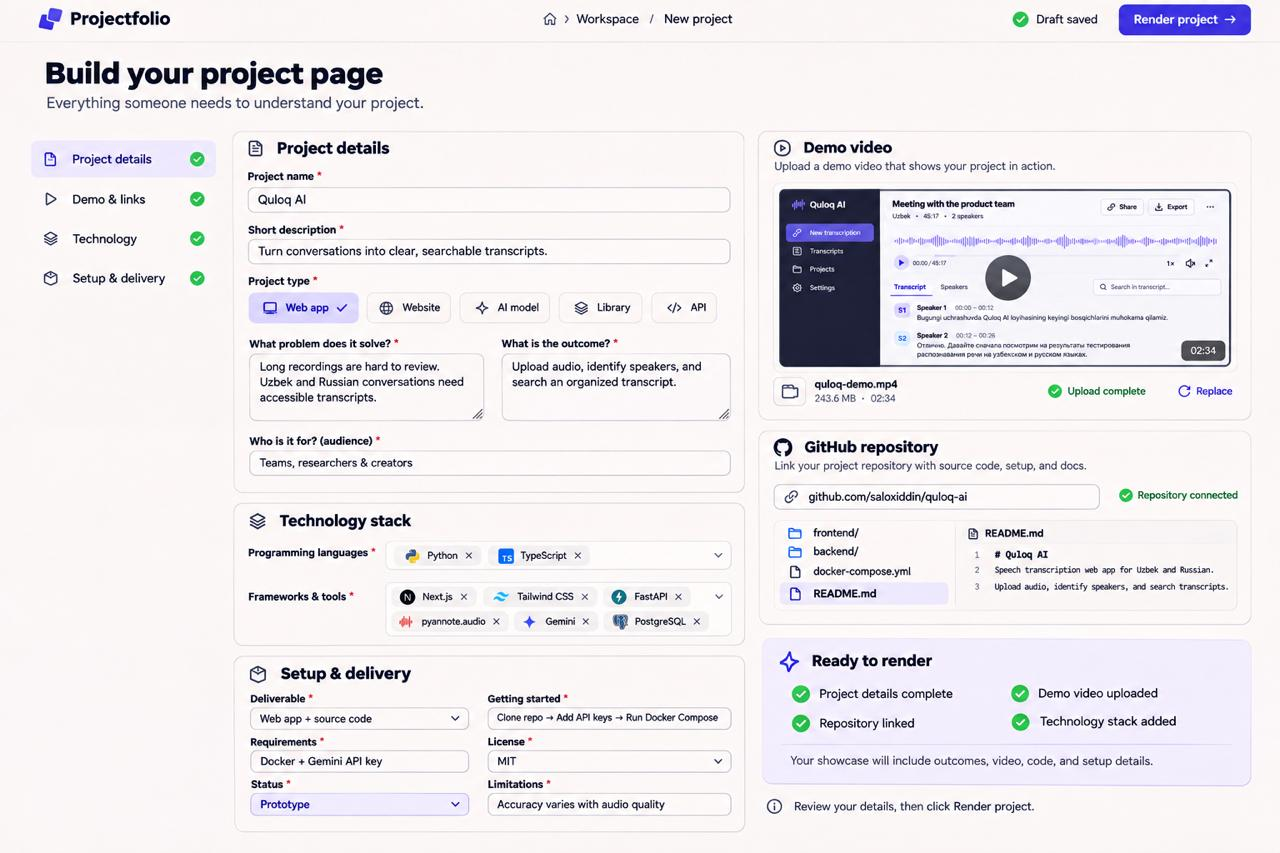 Projectfolio
Workspace / New project
Draft saved
Render project →
Build your project page
Everything someone needs to understand your project.
Project details
Demo & links
Technology
Setup & delivery
Project details
Project name *
Quloq AI
Short description *
Turn conversations into clear, searchable transcripts.
Project type *
Web app
Website
AI model
Library
</> API
What problem does it solve? *
Long recordings are hard to review.
Uzbek and Russian conversations need
accessible transcripts.
What is the outcome? *
Upload audio, identify speakers, and
search an organized transcript.
Who is it for? (audience) *
Teams, researchers & creators
Technology stack
Programming languages *
Python ×
TS TypeScript ×
Frameworks & tools *
N Next.js ×
Tailwind CSS ×
FastAPI ×
pyannote.audio ×
Gemini ×
PostgreSQL ×
Setup & delivery
Deliverable *
Web app + source code
Getting started *
Clone repo → Add API keys → Run Docker Compose
Requirements *
Docker + Gemini API key
License *
MIT
Status *
Prototype
Limitations *
Accuracy varies with audio quality
Demo video
Upload a demo video that shows your project in action.
Quloq AI
New transcription
Transcripts
Projects
Settings
Meeting with the product team
Uzbek • 45:17 • 2 speakers
Share
Export
...
00:00 / 45:17
1×
Transcript
Speakers
Search in transcript...
S1
Speaker 1 00:00 – 00:12
Bugungi uchrashuvda Quloq AI loyihasining keyingi bosqichlarini muhokama qilamiz.
S2
Speaker 2 00:12 – 00:26
Отлично. Давайте сначала посмотрим на результаты тестирования
распознавания речи на узбекском и русском языках.
02:34
quloq-demo.mp4
243.6 MB • 02:34
Upload complete
Replace
GitHub repository
Link your project repository with source code, setup, and docs.
github.com/saloxiddin/quloq-ai
Repository connected
frontend/
backend/
docker-compose.yml
README.md
README.md
1 # Quloq AI
2 Speech transcription web app for Uzbek and Russian.
3 Upload audio, identify speakers, and search transcripts.
Ready to render
Project details complete
Demo video uploaded
Repository linked
Technology stack added
Your showcase will include outcomes, video, code, and setup details.
Review your details, then click Render project.